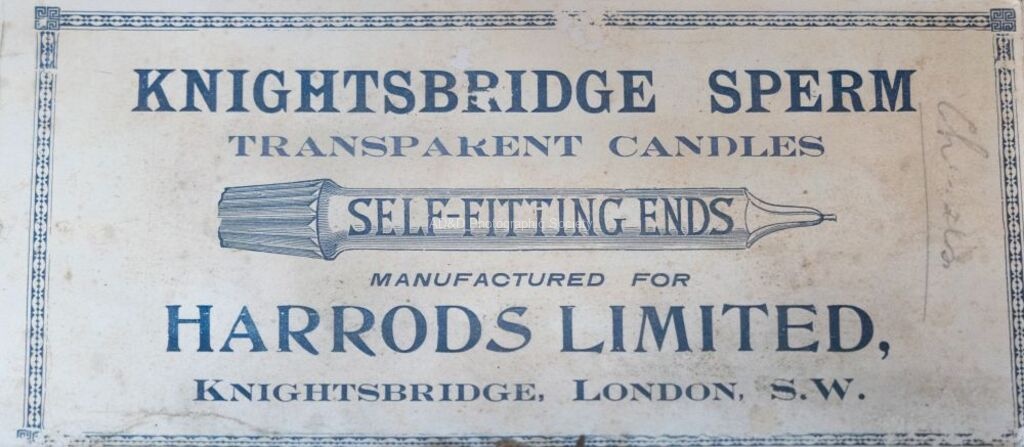 KNIGHTSBRIDGE SPERM
TRANSPARENT CANDLES
SELF-FITTING ENDS
MANUFACTURED FOR
HARRODS LIMITED,
KNIGHTSBRIDGE, LONDON, S.W.